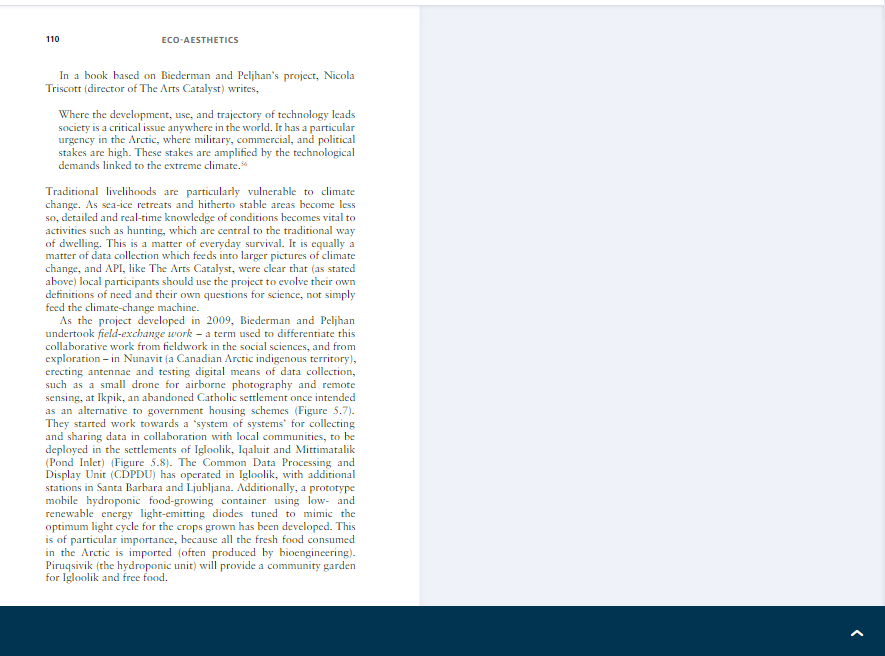 110
ECO-AESTHETICS
In a book based on Biederman and Peljhan's project, Nicola
Triscott (director of The Arts Catalyst) writes,
Where the development, use, and trajectory of technology leads
society is a critical issue anywhere in the world. It has a particular
urgency in the Arctic, where military, commercial, and political
stakes are high. These stakes are amplified by the technological
demands linked to the extreme climate.36
Traditional livelihoods are particularly vulnerable to climate
change. As sea-ice retreats and hitherto stable areas become less
so, detailed and real-time knowledge of conditions becomes vital to
activities such as hunting, which are central to the traditional way
of dwelling. This is a matter of everyday survival. It is equally a
matter of data collection which feeds into larger pictures of climate
change, and API, like The Arts Catalyst, were clear that (as stated
above) local participants should use the project to evolve their own
definitions of need and their own questions for science, not simply
feed the climate-change machine.
As the project developed in 2009, Biederman and Peljhan
undertook field-exchange work – a term used to differentiate this
collaborative work from fieldwork in the social sciences, and from
exploration – in Nunavit (a Canadian Arctic indigenous territory),
erecting antennae and testing digital means of data collection,
such as a small drone for airborne photography and remote
sensing, at Ikpik, an abandoned Catholic settlement once intended
as an alternative to government housing schemes (Figure 5.7).
They started work towards a 'system of systems' for collecting
and sharing data in collaboration with local communities, to be
deployed in the settlements of Igloolik, Iqaluit and Mittimatalik
(Pond Inlet) (Figure 5.8). The Common Data Processing and
Display Unit (CDPDU) has operated in Igloolik, with additional
stations in Santa Barbara and Ljubljana. Additionally, a prototype
mobile hydroponic food-growing container using low- and
renewable energy light-emitting diodes tuned to mimic the
optimum light cycle for the crops grown has been developed. This
is of particular importance, because all the fresh food consumed
in the Arctic is imported (often produced by bioengineering).
Piruqsivik (the hydroponic unit) will provide a community garden
for Igloolik and free food.